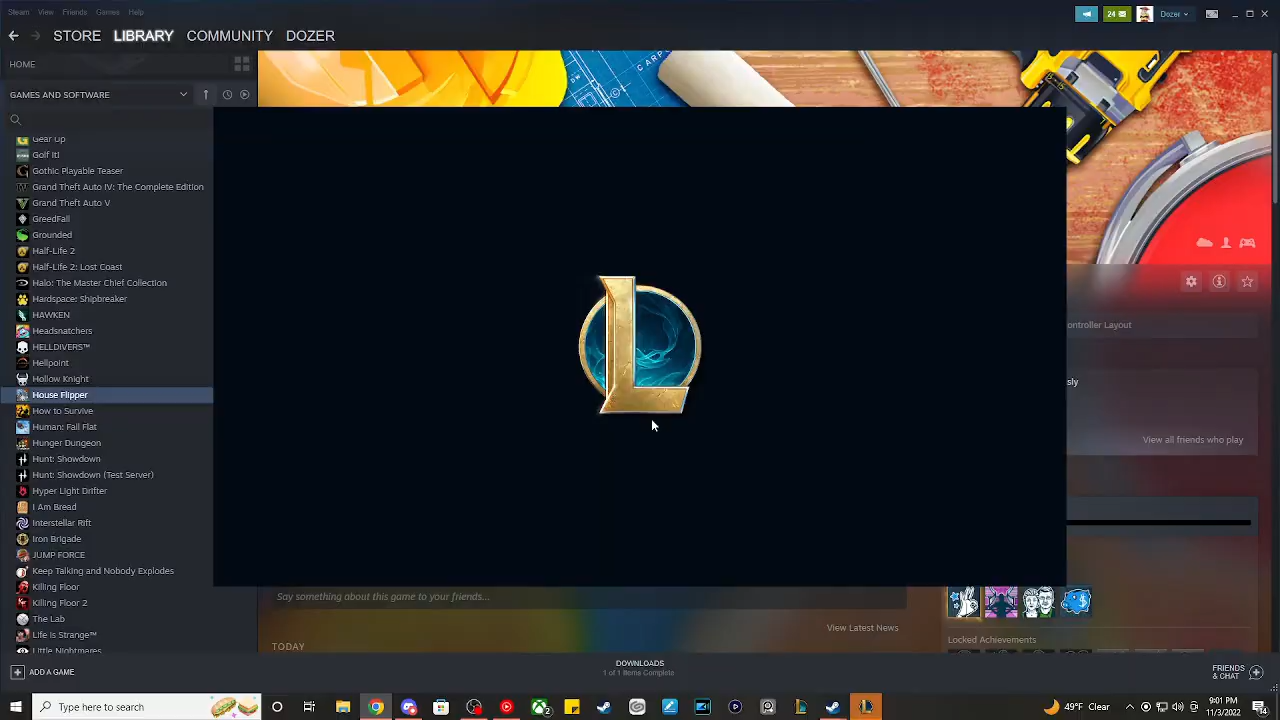 Steam View Friends Games Help
24
Dozer
STORE LIBRARY COMMUNITY DOZER
HOME
CARP
GAMES AND SOFTWARE
Gear Up
Golf It!
Gothic Playable Teaser
Grand Theft Auto IV: The Complete Edition
Grand Theft Auto V
GreedFall
Grounded
Half-Life 2
Half-Life 2: Lost Coast
Halo: The Master Chief Collection
Hardspace: Shipbreaker
HAWKEN
Headsnatchers
HELLDIVERS™
Hellpoint
Hollow Knight
House Flipper
How to Survive
Human: Fall Flat
Hunger Dungeon
Hunt: Showdown
Hunt: Showdown (Test Server)
Hyper Light Drifter
I Am Bread
Interstellar Rift
Iron Brigade
JUMP FORCE
Keep Talking and Nobody Explodes
Killing Floor
Killing Floor 2
The Lab
Life Is Strange™
Little Nightmares
L
ontroller Layout
sly
View all friends who play
Say something about this game to your friends...
View Latest News
TODAY
Locked Achievements
ADD A GAME
DOWNLOADS
1 of 1 Items Complete
FRIENDS
& CHAT
Type here to search
49°F Clear
9:01 PM
11/3/2022